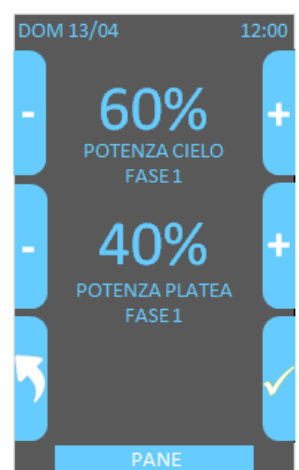 DOM 13/04 12:00
- 60% +
POTENZA CIELO
FASE 1
- 40% +
POTENZA PLATEA
FASE 1
PANE